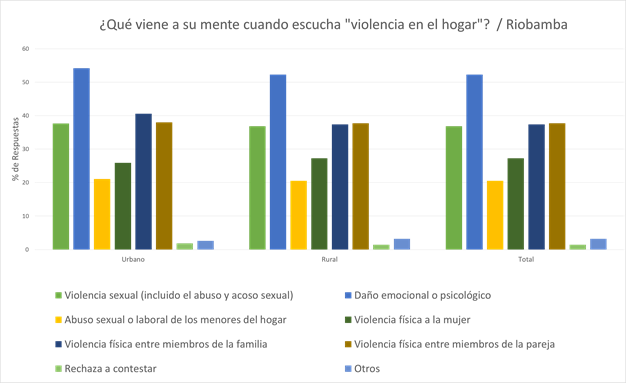 ¿Qué viene a su mente cuando escucha "violencia en el hogar"? / Riobamba
60
50
40
30
20
10
0
% de Respuestas
Urbano Rural Total
Violencia sexual (incluido el abuso y acoso sexual) Daño emocional o psicológico
Abuso sexual o laboral de los menores del hogar Violencia física a la mujer
Violencia física entre miembros de la familia Violencia física entre miembros de la pareja
Rechaza a contestar Otros